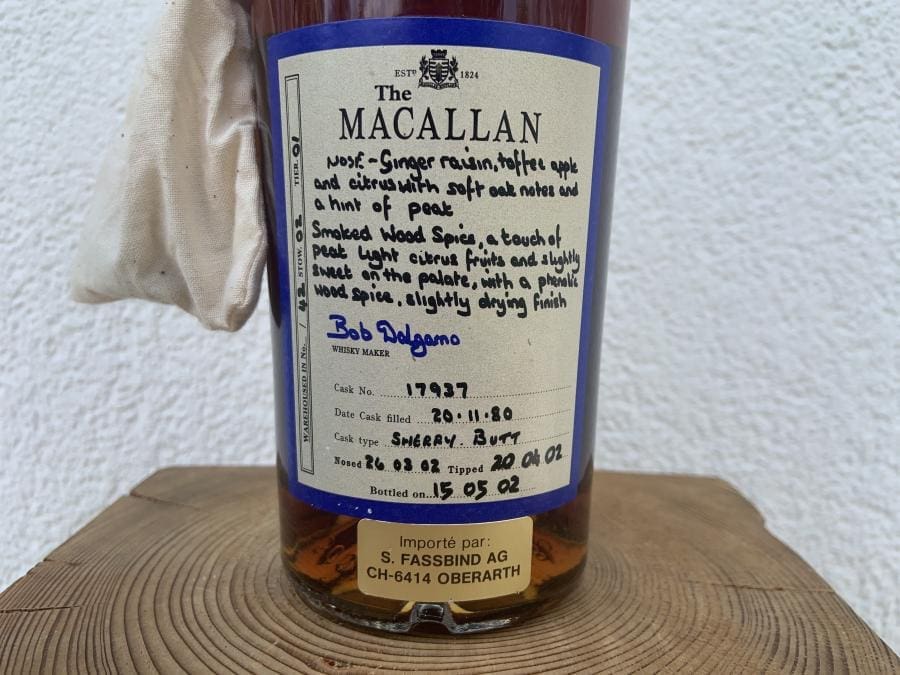 ESTD 1824
The
MACALLAN
NOSE - Ginger raisin, toffee apple
and citrus with soft oak notes and
a hint of peat
Smoked Wood Spice, a touch of
peat light citrus fruits and slightly
sweet on the palate, with a phenolic
wood spice, slightly drying finish
Bob Dalgarno
WHISKY MAKER
Cask No. 17937
Date Cask filled 20.11.80
Cask type SHERRY BUTT
Nosed 26 03 02 Tipped 20 04 02
Bottled on 15 05 02
WAREHOUSED IN No. / 42 STOW. 02 TIER. 01
Importé par:
S. FASSBIND AG
CH-6414 OBERARTH